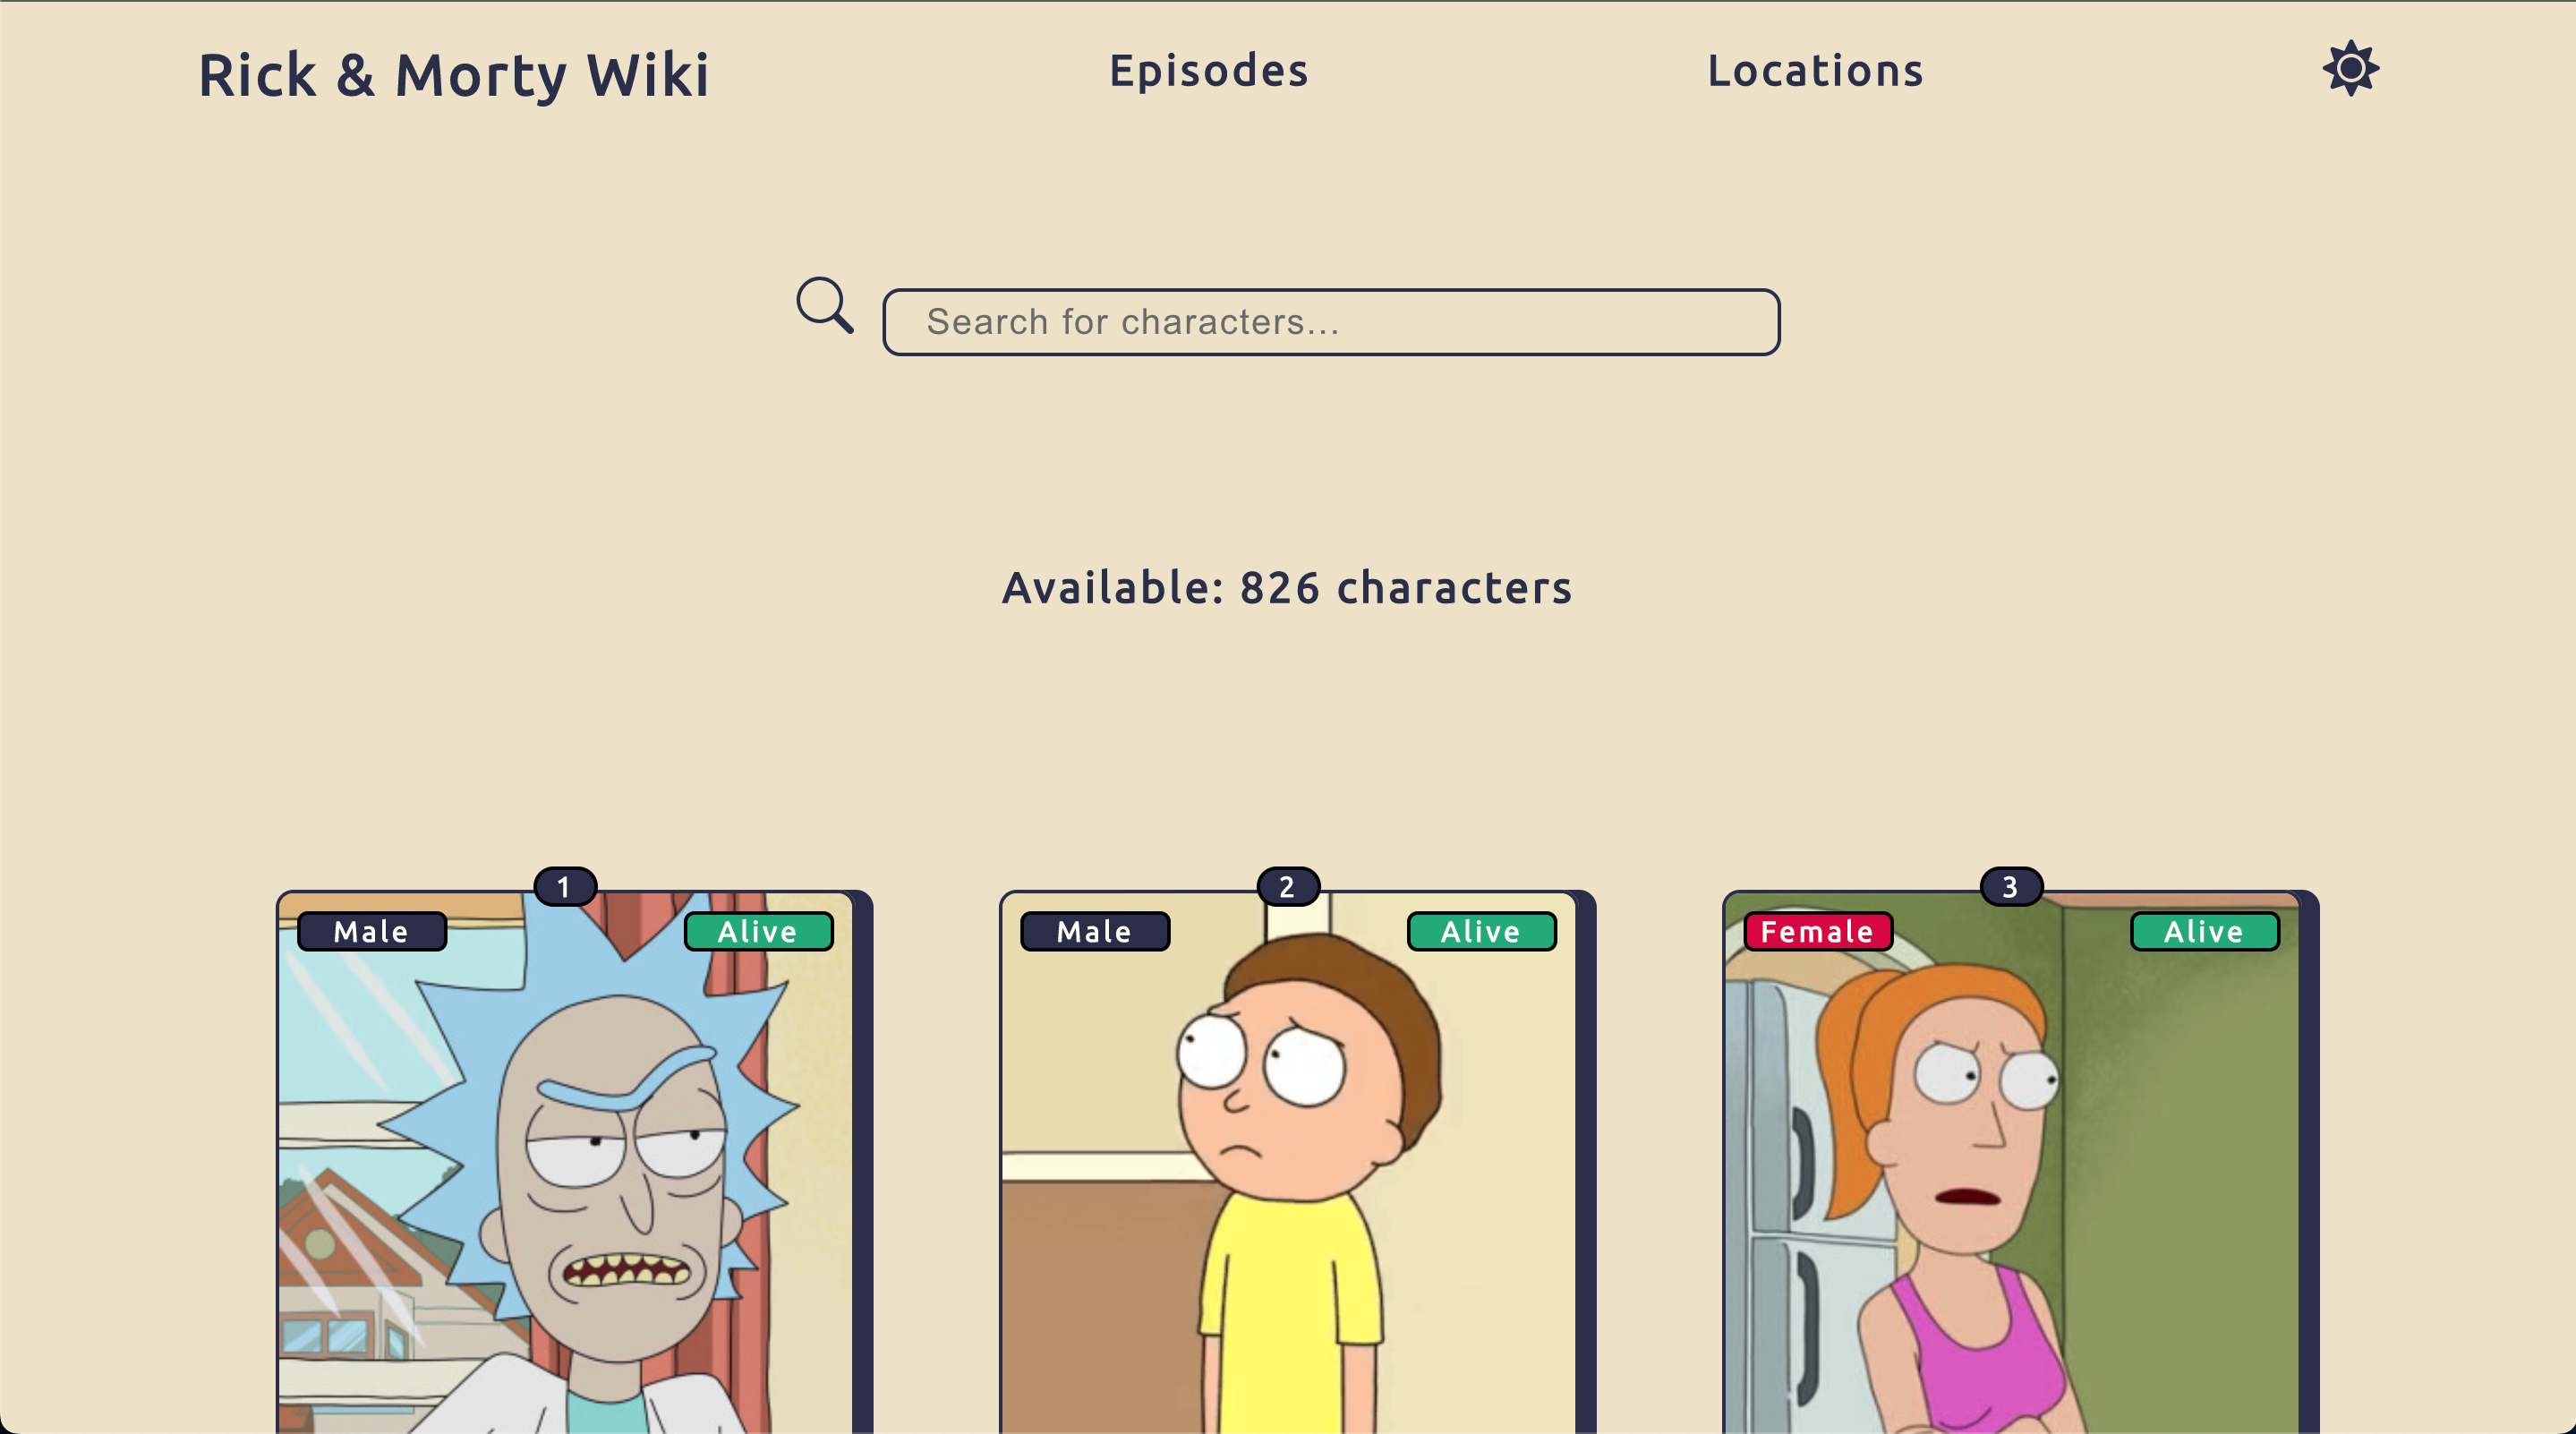 Rick & Morty Wiki
Episodes
Locations
Search for characters...
Available: 826 characters
1
Male
Alive
2
Male
Alive
3
Female
Alive